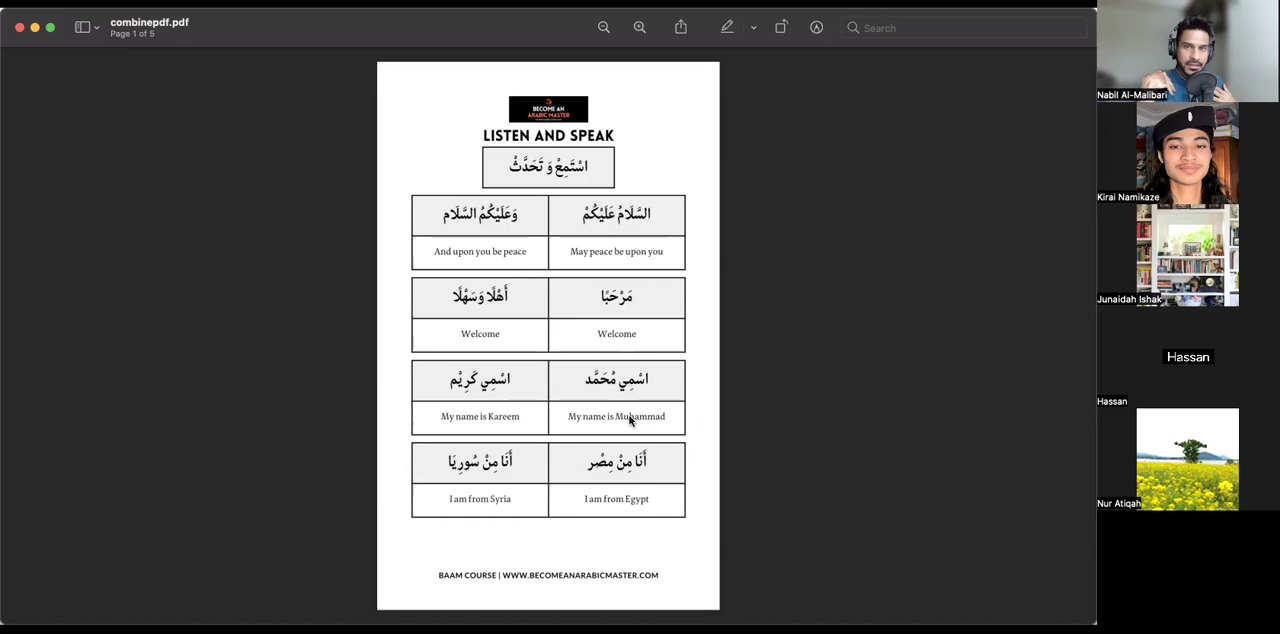 combinepdf.pdf
Page 1 of 5
Search
BECOME AN
ARABIC MASTER
LISTEN AND SPEAK
اسْتَمِعْ وَ تَحَدَّثْ
السَّلَامُ عَلَيْكُمْ
وَعَلَيْكُمُ السَّلَام
May peace be upon you
And upon you be peace
مَرْحَبًا
أَهْلًا وَسَهْلًا
Welcome
Welcome
اسْمِي مُحَمَّد
اسْمِي كَرِيْم
My name is Muhammad
My name is Kareem
أَنَا مِنْ مِصْر
أَنَا مِنْ سُورِيَا
I am from Egypt
I am from Syria
BAAM COURSE | WWW.BECOMEANARABICMASTER.COM
Nabil Al-Malibari
Kirai Namikaze
Junaidah Ishak
Hassan
Hassan
Nur Atiqah